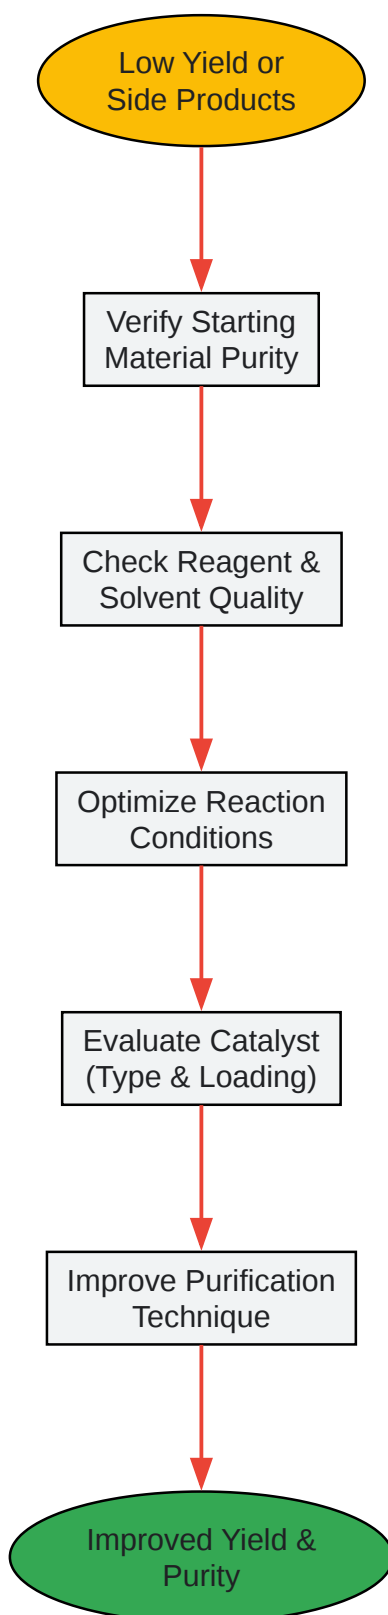 Low Yield or
Side Products
Verify Starting
Material Purity
Check Reagent &
Solvent Quality
Optimize Reaction
Conditions
Evaluate Catalyst
(Type & Loading)
Improve Purification
Technique
Improved Yield &
Purity